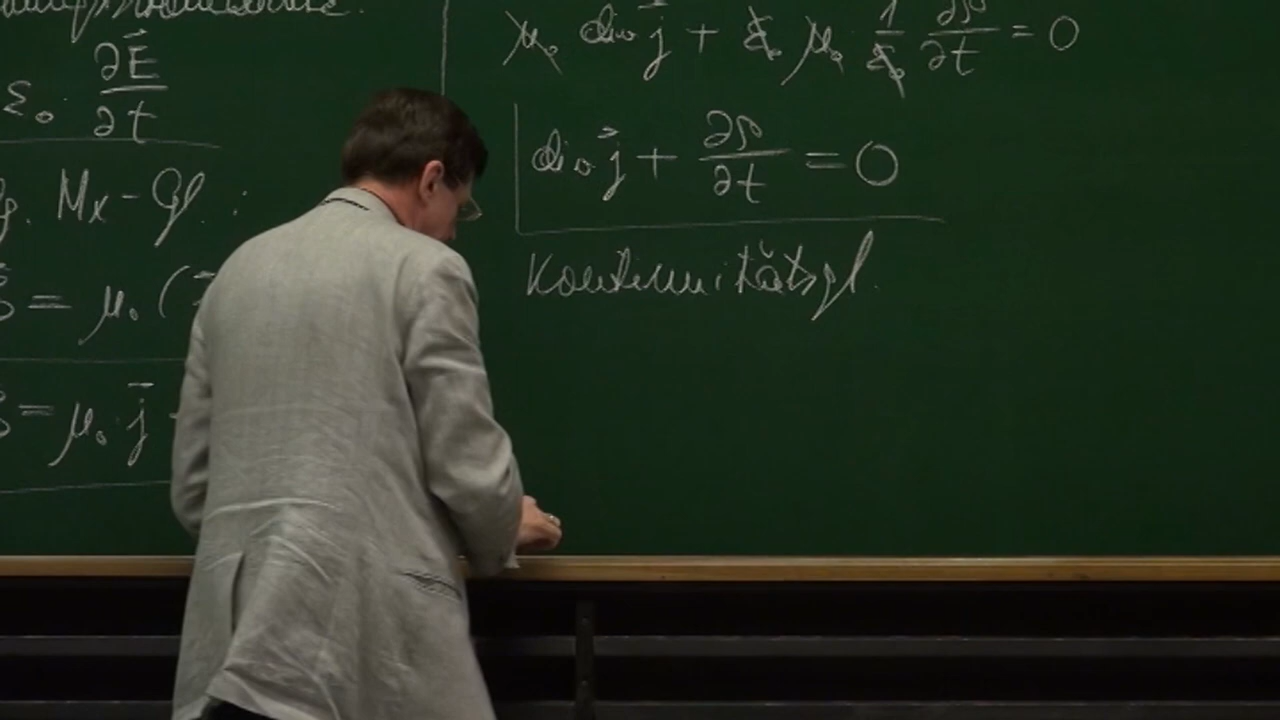 ε₀ · ∂E⃗/∂t
Mx-Gl. :
= μ₀ (
= μ₀ j⃗
μ₀ div j⃗ + ε₀ μ₀ 1/ε₀ ∂ρ/∂t = 0
div j⃗ + ∂ρ/∂t = 0
Kontinuitätsgl.